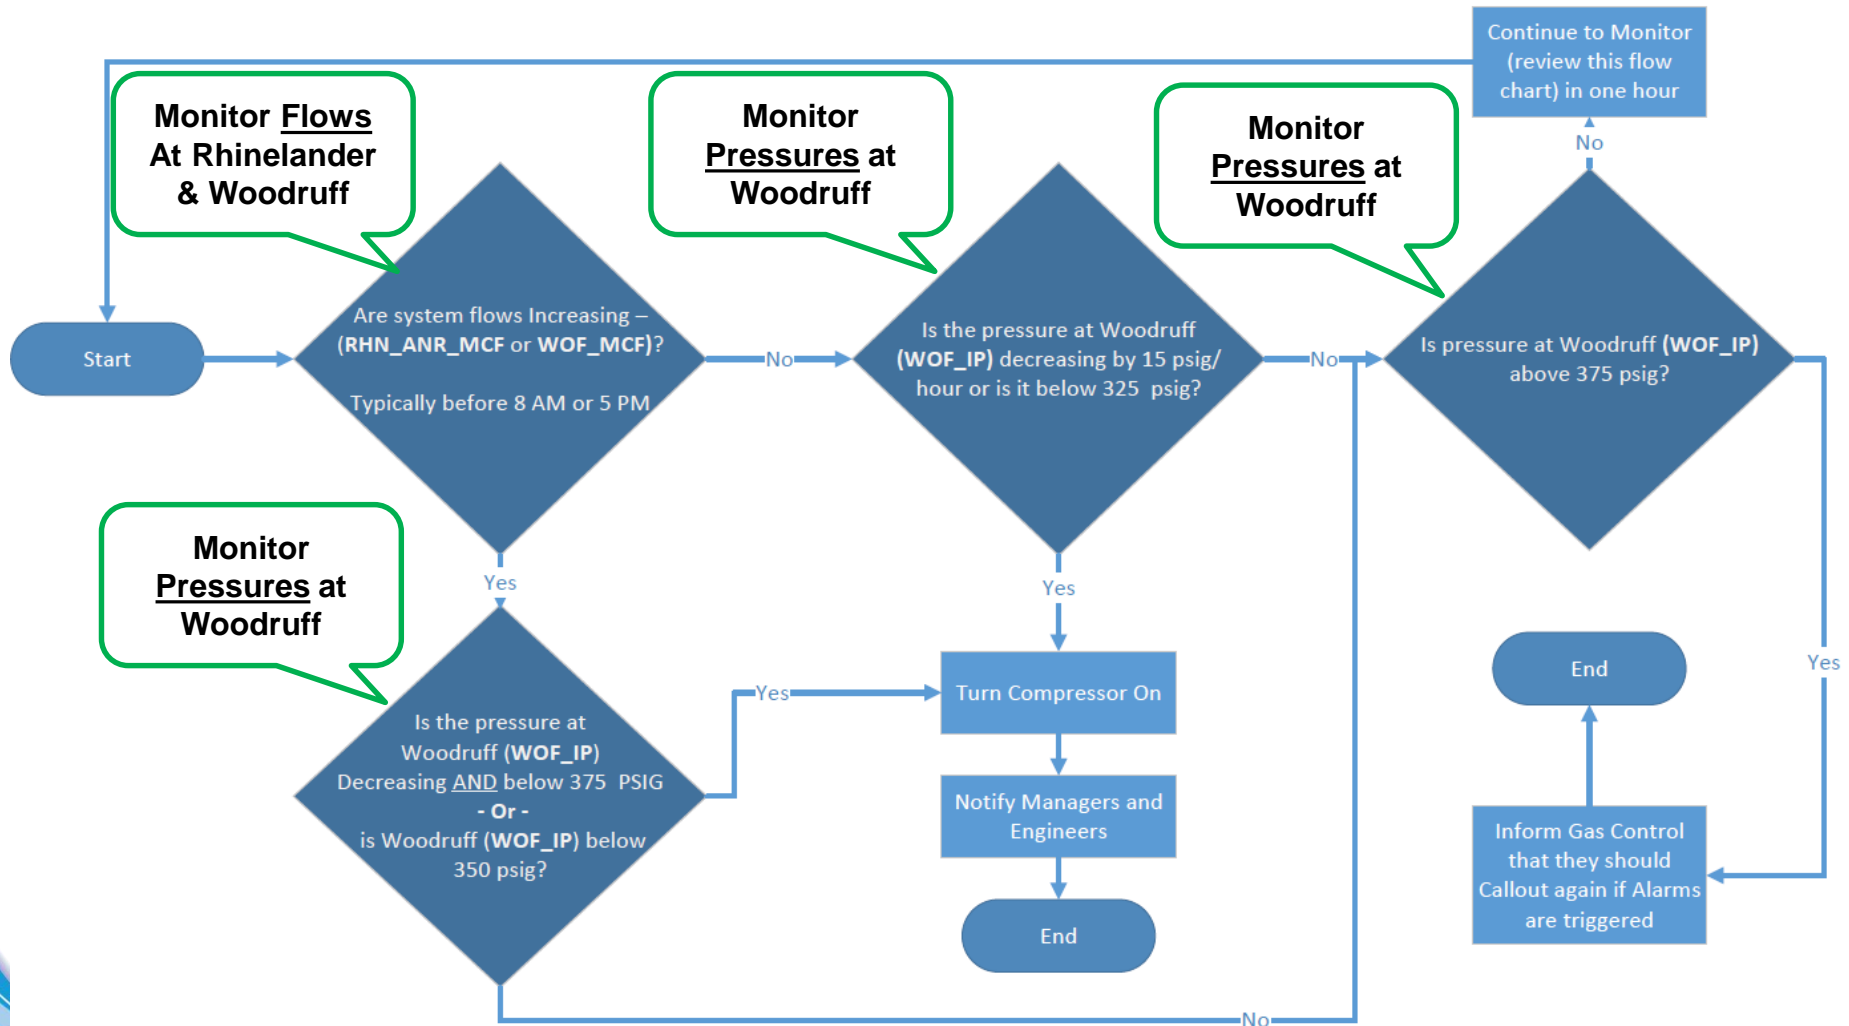 Continue to Monitor
(review this flow
chart) in one hour
No
Monitor Flows
At Rhinelander
& Woodruff
Monitor
Pressures at
Woodruff
Monitor
Pressures at
Woodruff
Start
Are system flows Increasing –
(RHN_ANR_MCF or WOF_MCF)?
Typically before 8 AM or 5 PM
No
Is the pressure at Woodruff
(WOF_IP) decreasing by 15 psig/
hour or is it below 325 psig?
No
Is pressure at Woodruff (WOF_IP)
above 375 psig?
Yes
Monitor
Pressures at
Woodruff
Yes
Yes
Is the pressure at
Woodruff (WOF_IP)
Decreasing AND below 375 PSIG
- Or -
is Woodruff (WOF_IP) below
350 psig?
Yes
Turn Compressor On
Notify Managers and
Engineers
End
End
Inform Gas Control
that they should
Callout again if Alarms
are triggered
No